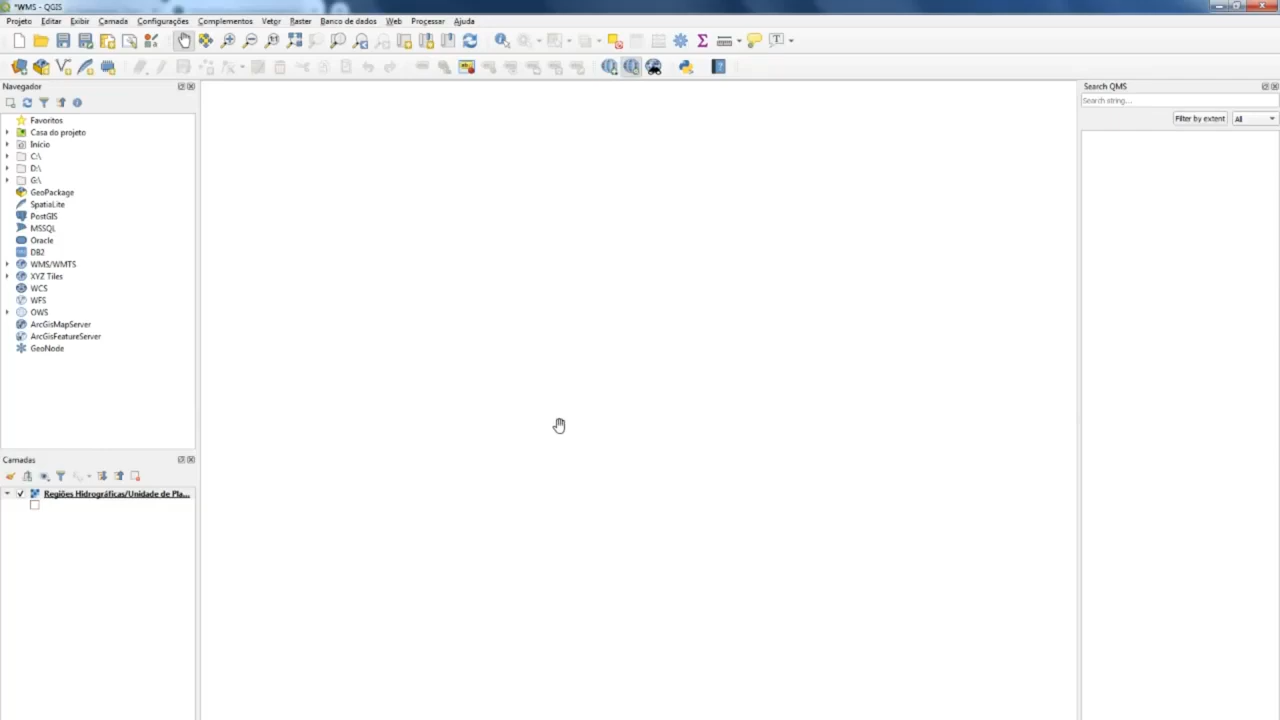 *WMS - QGIS
Projeto Editar Exibir Camada Configurações Complementos Vetor Raster Banco de dados Web Processar Ajuda
Navegador
Favoritos
Casa do projeto
Início
C:\
D:\
G:\
GeoPackage
SpatiaLite
PostGIS
MSSQL
Oracle
DB2
WMS/WMTS
XYZ Tiles
WCS
WFS
OWS
ArcGisMapServer
ArcGisFeatureServer
GeoNode
Camadas
Regiões Hidrográficas/Unidade de Pla...
Search QMS
Search string...
Filter by extent All